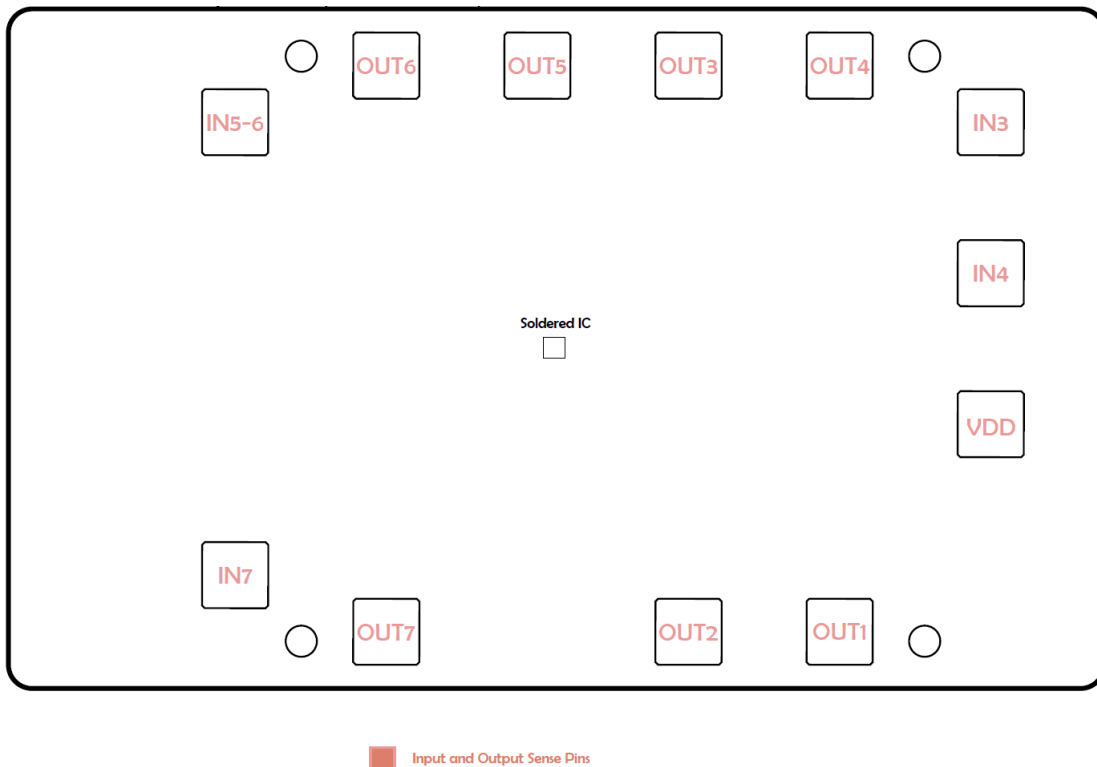 OUT6 OUT5 OUT3 OUT4
IN5-6 IN3
IN4
Soldered IC
VDD
IN7
OUT7 OUT2 OUT1
Input and Output Sense Pins